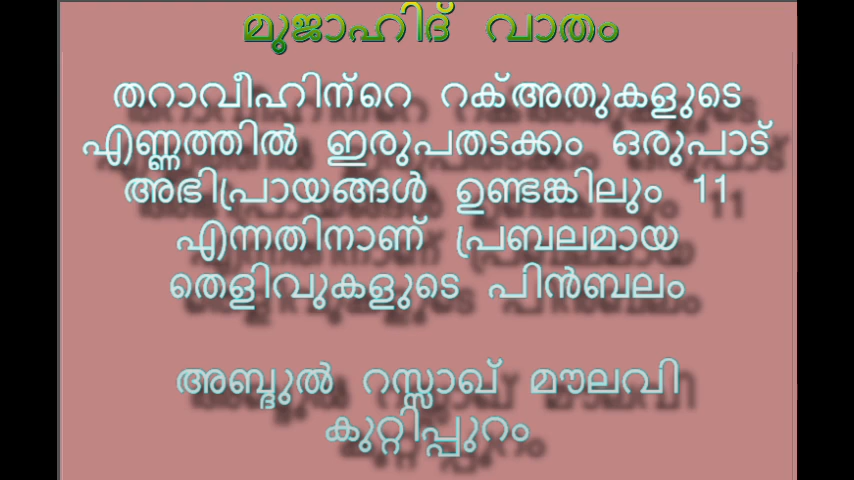 മുജാഹിദ് വാതം
തറാവീഹിന്റെ റക്അതുകളുടെ
എണ്ണത്തിൽ ഇരുപതടക്കം ഒരുപാട്
അഭിപ്രായങ്ങൾ ഉണ്ടങ്കിലും 11
എന്നതിനാണ് പ്രബലമായ
തെളിവുകളുടെ പിൻബലം
അബ്ദുൽ റസ്സാഖ് മൗലവി
കുറ്റിപ്പുറം